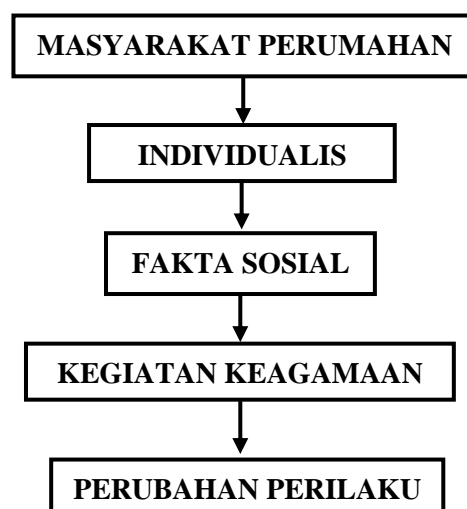 MASYARAKAT PERUMAHAN
INDIVIDUALIS
FAKTA SOSIAL
KEGIATAN KEAGAMAAN
PERUBAHAN PERILAKU